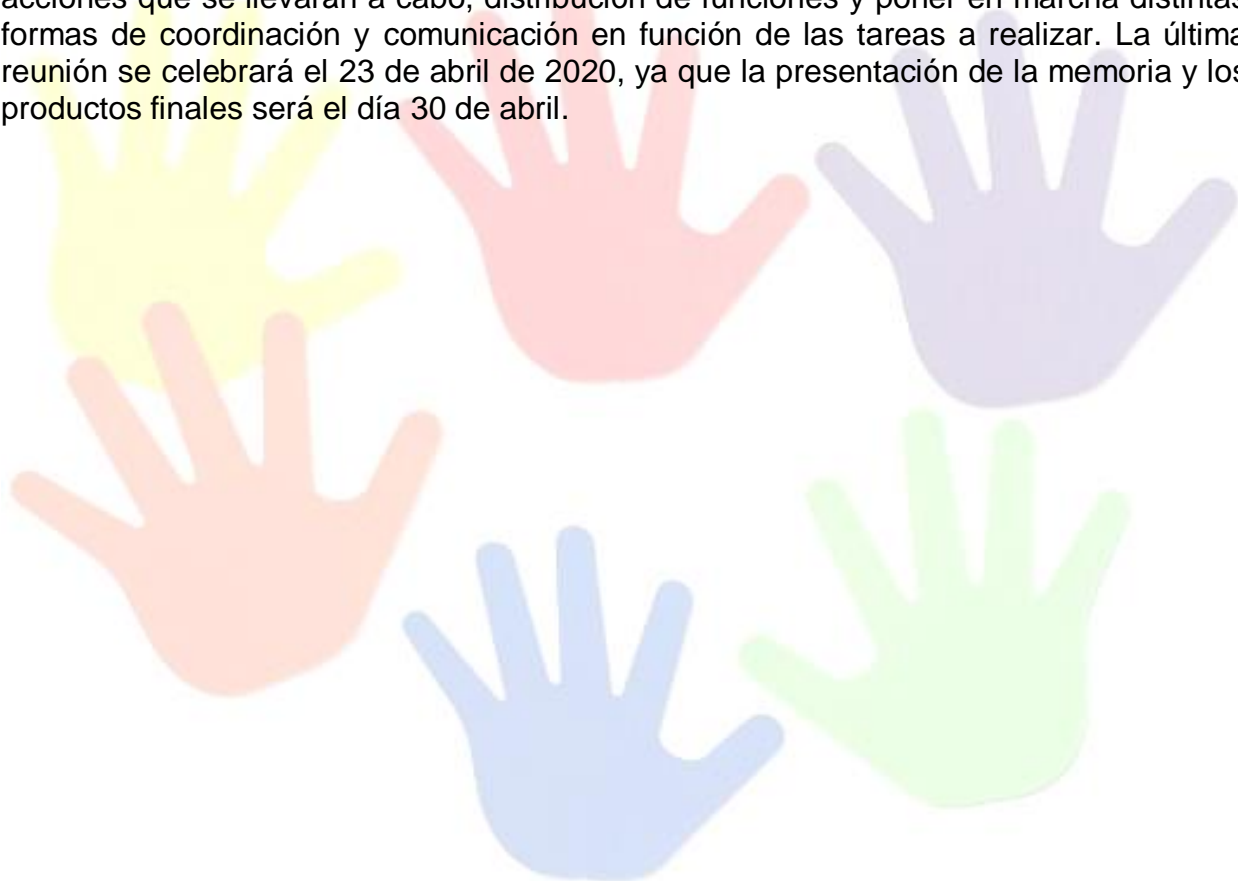 acciones que se llevarán a cabo, distribución de funciones y poner en marcha distintas
formas de coordinación y comunicación en función de las tareas a realizar. La última
reunión se celebrará el 23 de abril de 2020, ya que la presentación de la memoria y los
productos finales será el día 30 de abril.